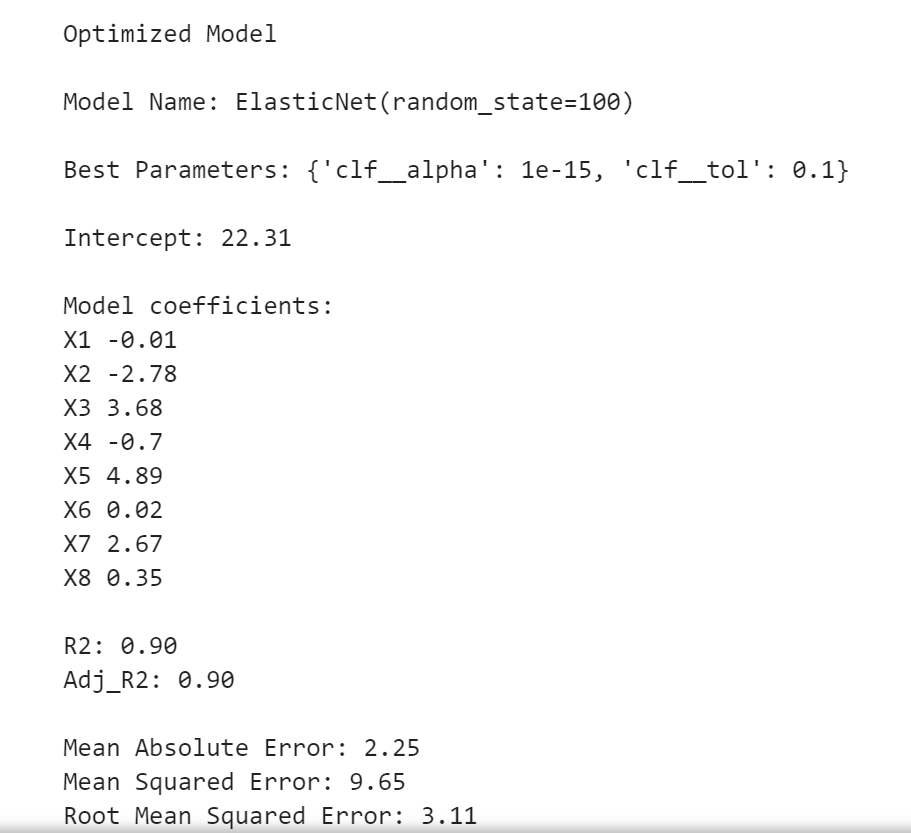 Optimized Model
Model Name: ElasticNet(random_state=100)
Best Parameters: {'clf__alpha': 1e-15, 'clf__tol': 0.1}
Intercept: 22.31
Model coefficients:
X1 -0.01
X2 -2.78
X3 3.68
X4 -0.7
X5 4.89
X6 0.02
X7 2.67
X8 0.35
R2: 0.90
Adj_R2: 0.90
Mean Absolute Error: 2.25
Mean Squared Error: 9.65
Root Mean Squared Error: 3.11